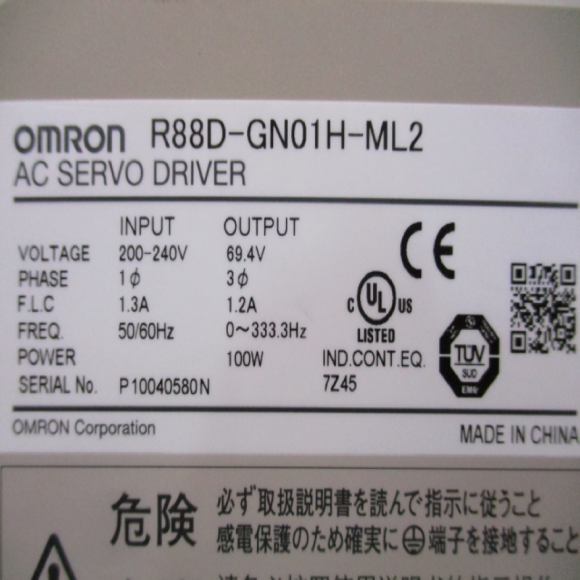 OMRON R88D-GN01H-ML2
AC SERVO DRIVER
INPUT OUTPUT
VOLTAGE 200-240V 69.4V
PHASE 1ϕ 3ϕ
F.L.C 1.3A 1.2A
FREQ. 50/60Hz 0～333.3Hz
POWER 100W
SERIAL No. P10040580N
CE
C UL US
LISTED
IND.CONT.EQ.
7Z45
TÜV
SÜD
EMV
OMRON Corporation
MADE IN CHINA
危険
必ず取扱説明書を読んで指示に従うこと
感電保護のため確実に端子を接地すること